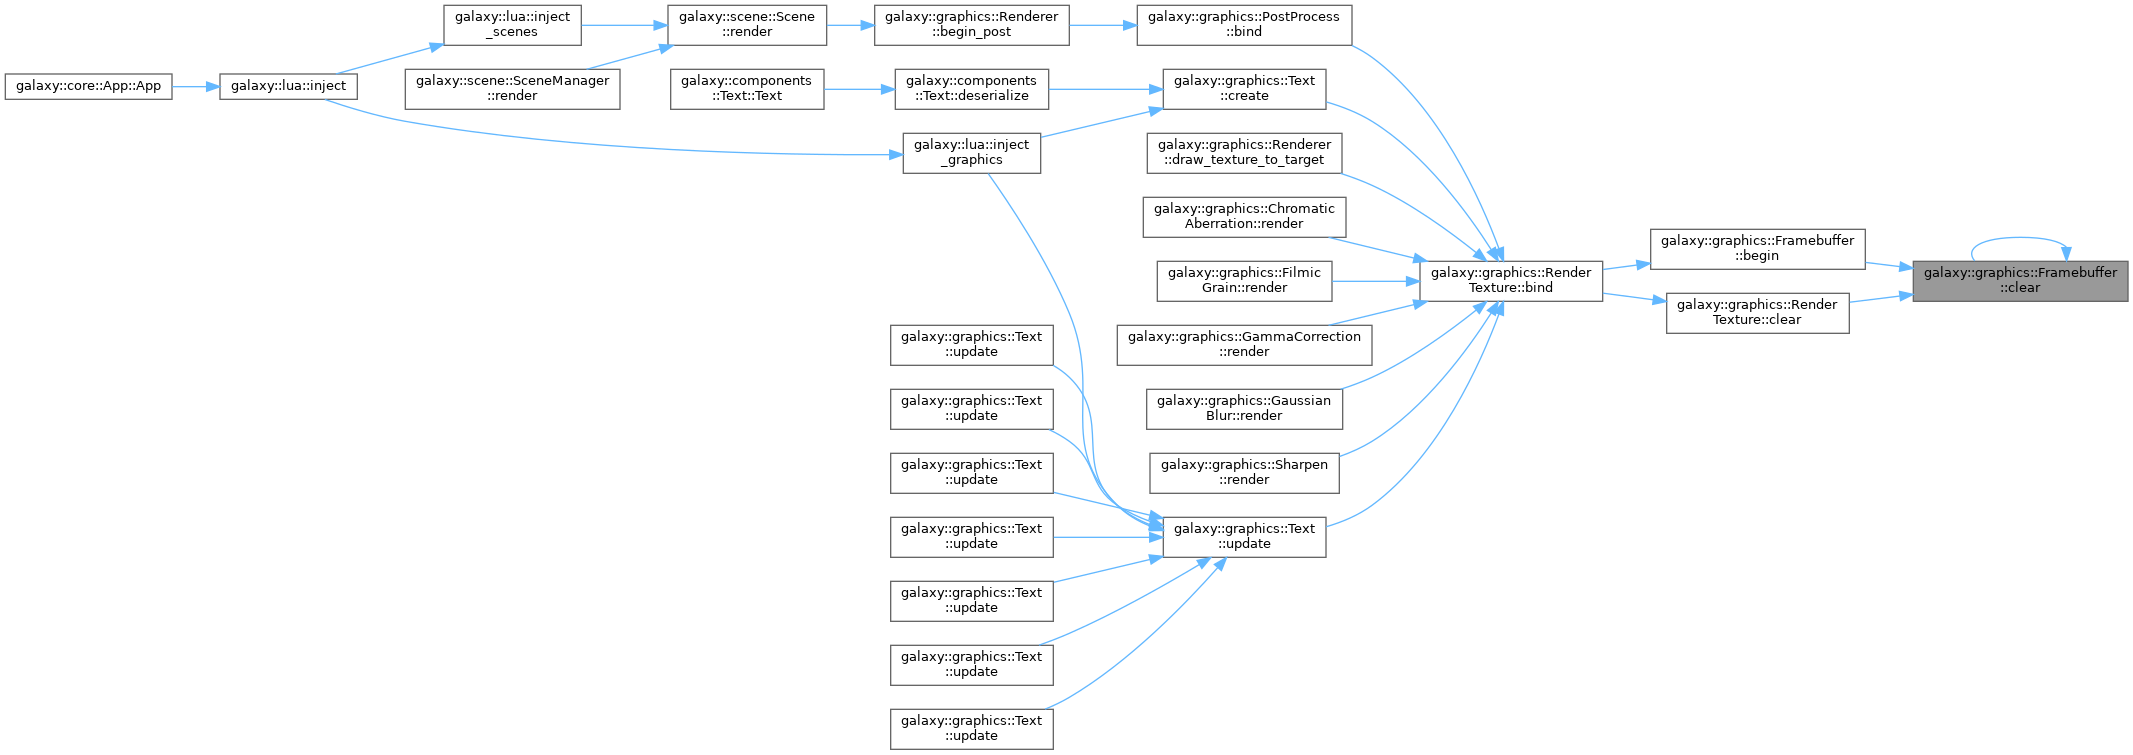 galaxy::core::App::App
galaxy::lua::inject
galaxy::lua::inject
_scenes
galaxy::scene::SceneManager
::render
galaxy::scene::Scene
::render
galaxy::components
::Text::Text
galaxy::graphics::Renderer
::begin_post
galaxy::components
::Text::deserialize
galaxy::lua::inject
_graphics
galaxy::graphics::Text
::update
galaxy::graphics::Text
::update
galaxy::graphics::Text
::update
galaxy::graphics::Text
::update
galaxy::graphics::Text
::update
galaxy::graphics::Text
::update
galaxy::graphics::Text
::update
galaxy::graphics::PostProcess
::bind
galaxy::graphics::Text
::create
galaxy::graphics::Renderer
::draw_texture_to_target
galaxy::graphics::Chromatic
Aberration::render
galaxy::graphics::Filmic
Grain::render
galaxy::graphics::GammaCorrection
::render
galaxy::graphics::Gaussian
Blur::render
galaxy::graphics::Sharpen
::render
galaxy::graphics::Text
::update
galaxy::graphics::Render
Texture::bind
galaxy::graphics::Framebuffer
::begin
galaxy::graphics::Render
Texture::clear
galaxy::graphics::Framebuffer
::clear